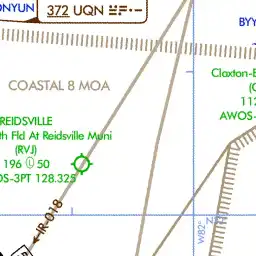 ONYUN
372 UQN
BYY
COASTAL 8 MOA
Claxton-E
(C
112
AWOS-
REIDSVILLE
th Fld At Reidsville Muni
(RVJ)
196 L 50
OS-3PT 128.325
IR-018
W82°